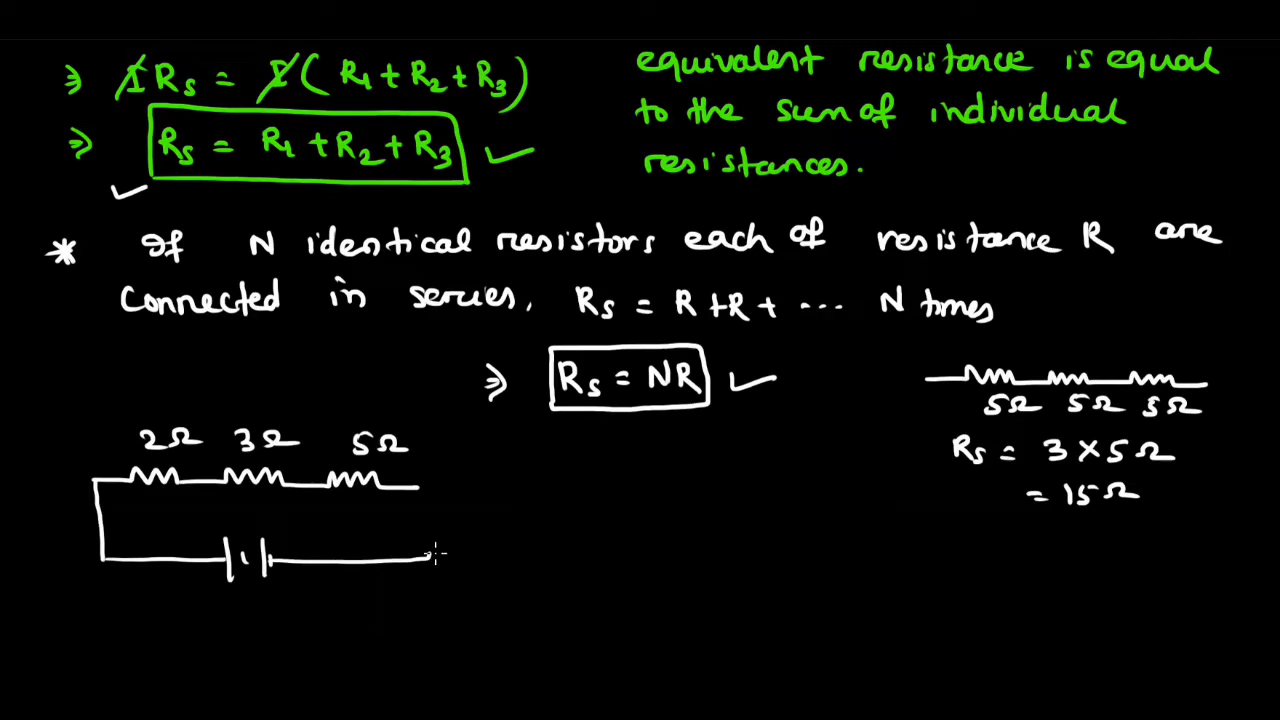 ⇒ IRs = I( R1 + R2 + R3 )
⇒ Rs = R1 + R2 + R3 ✓
✓
equivalent resistance is equal
to the sum of individual
resistances.
* If N identical resistors each of resistance R are
connected in series. Rs = R + R + ... N times
⇒ Rs = NR ✓
5Ω 5Ω 5Ω
Rs = 3 × 5Ω
= 15Ω
2Ω 3Ω 5Ω